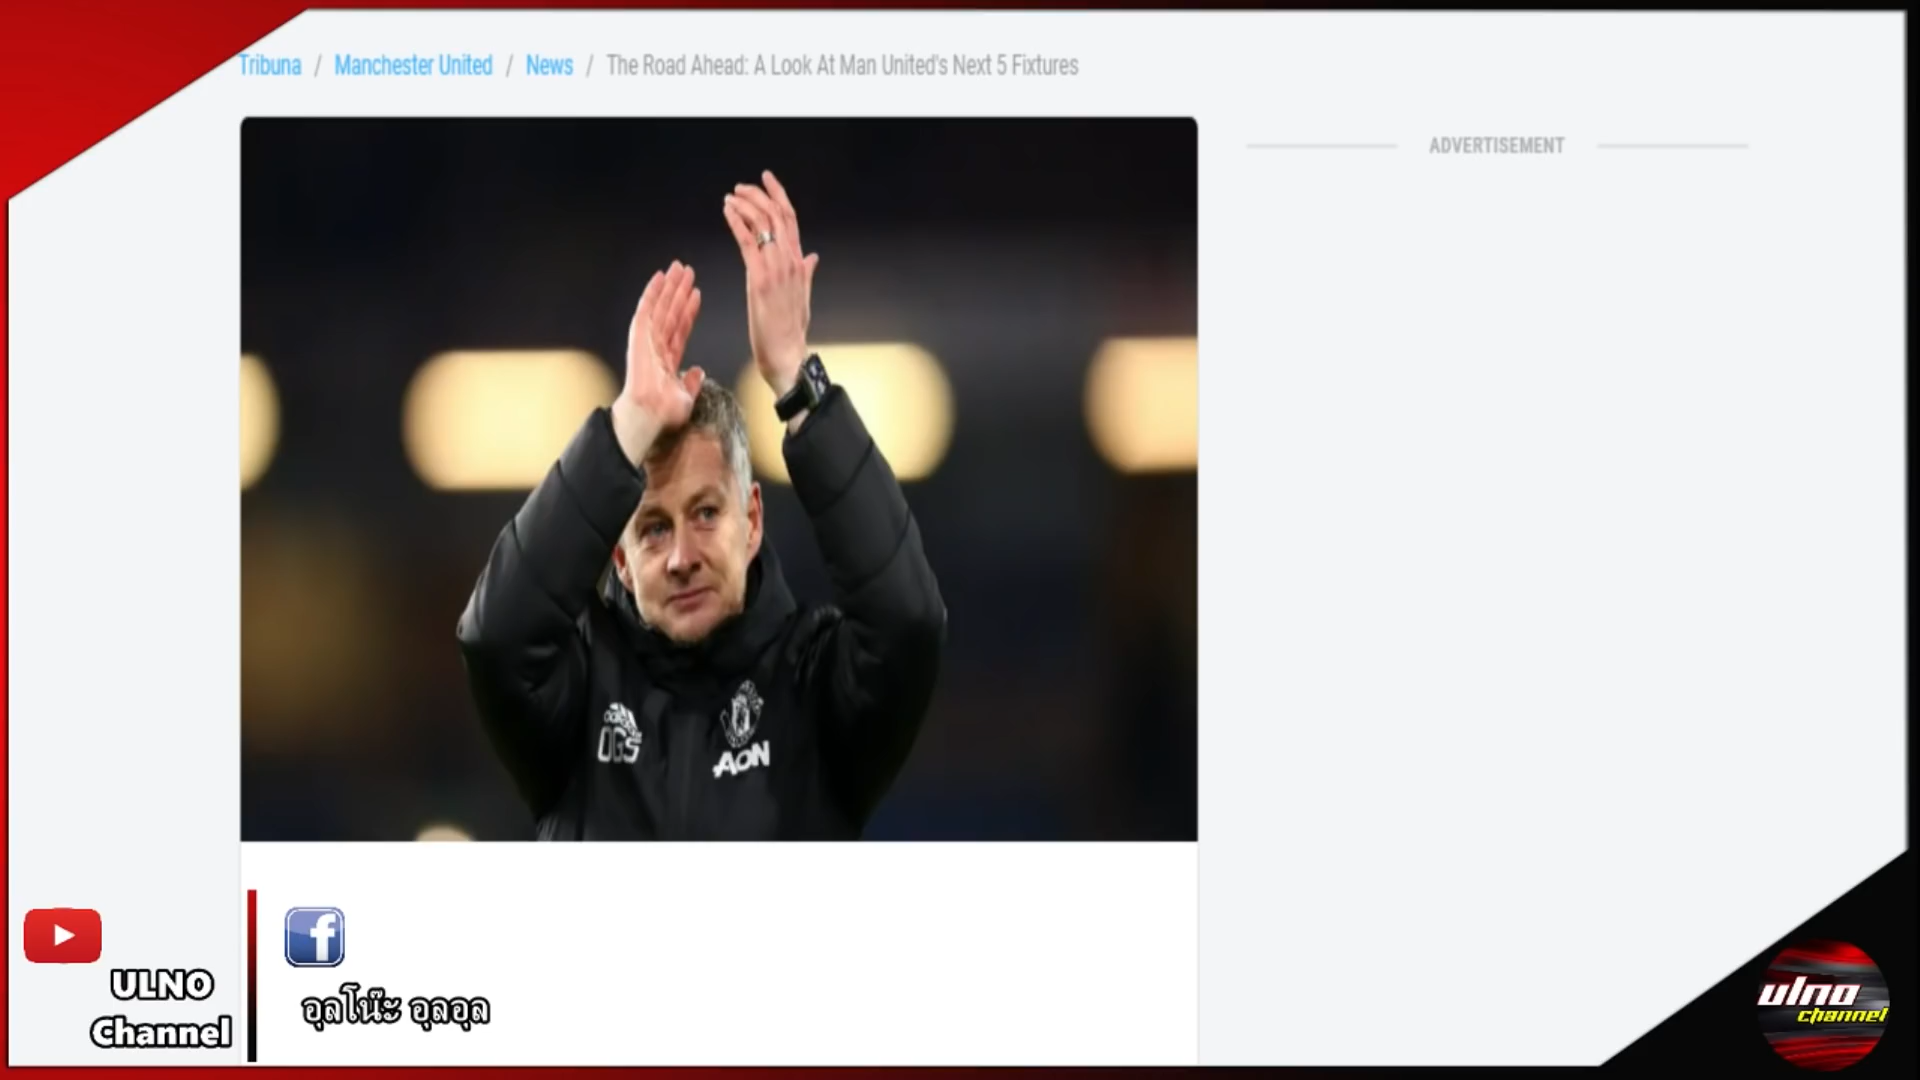 Tribuna / Manchester United / News / The Road Ahead: A Look At Man United's Next 5 Fixtures
ADVERTISEMENT
adidas
OGS
AON
f
อุลโน๊ะ อุลอุล
ULNO
Channel
ulno
channel